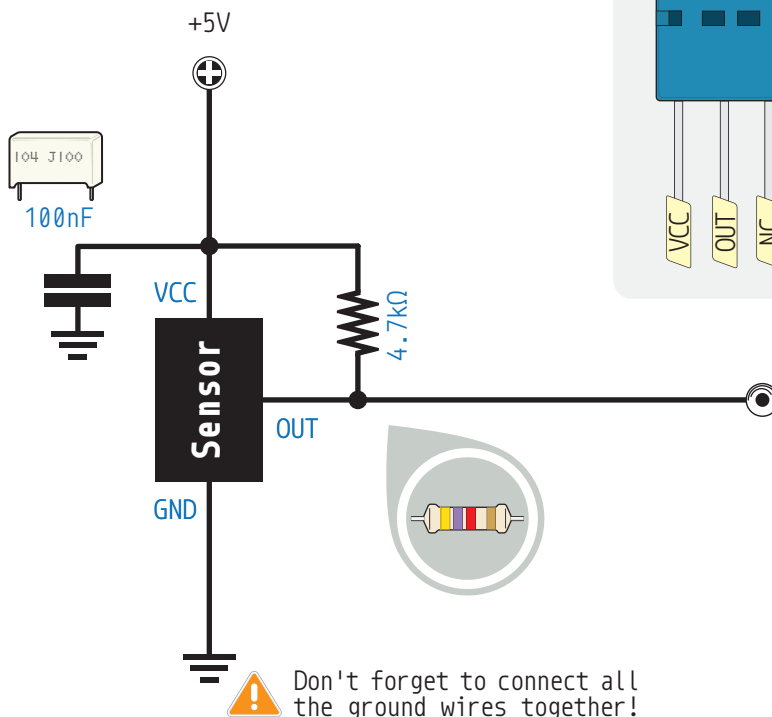 +5V
104 J100
100nF
VCC
4.7kΩ
Sensor
OUT
GND
VCC
OUT
NC
Don't forget to connect all
the ground wires together!